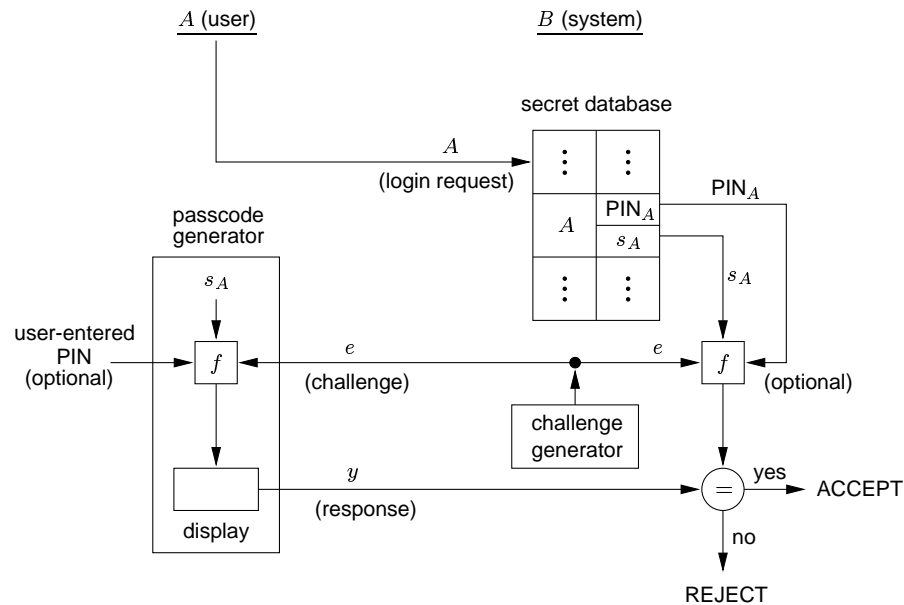 A (user)
B (system)
secret database
A
(login request)
PIN_A
A
PIN_A
s_A
s_A
passcode
generator
s_A
user-entered
PIN
(optional)
f
e
(challenge)
e
f
(optional)
challenge
generator
y
(response)
=
yes
ACCEPT
display
no
REJECT